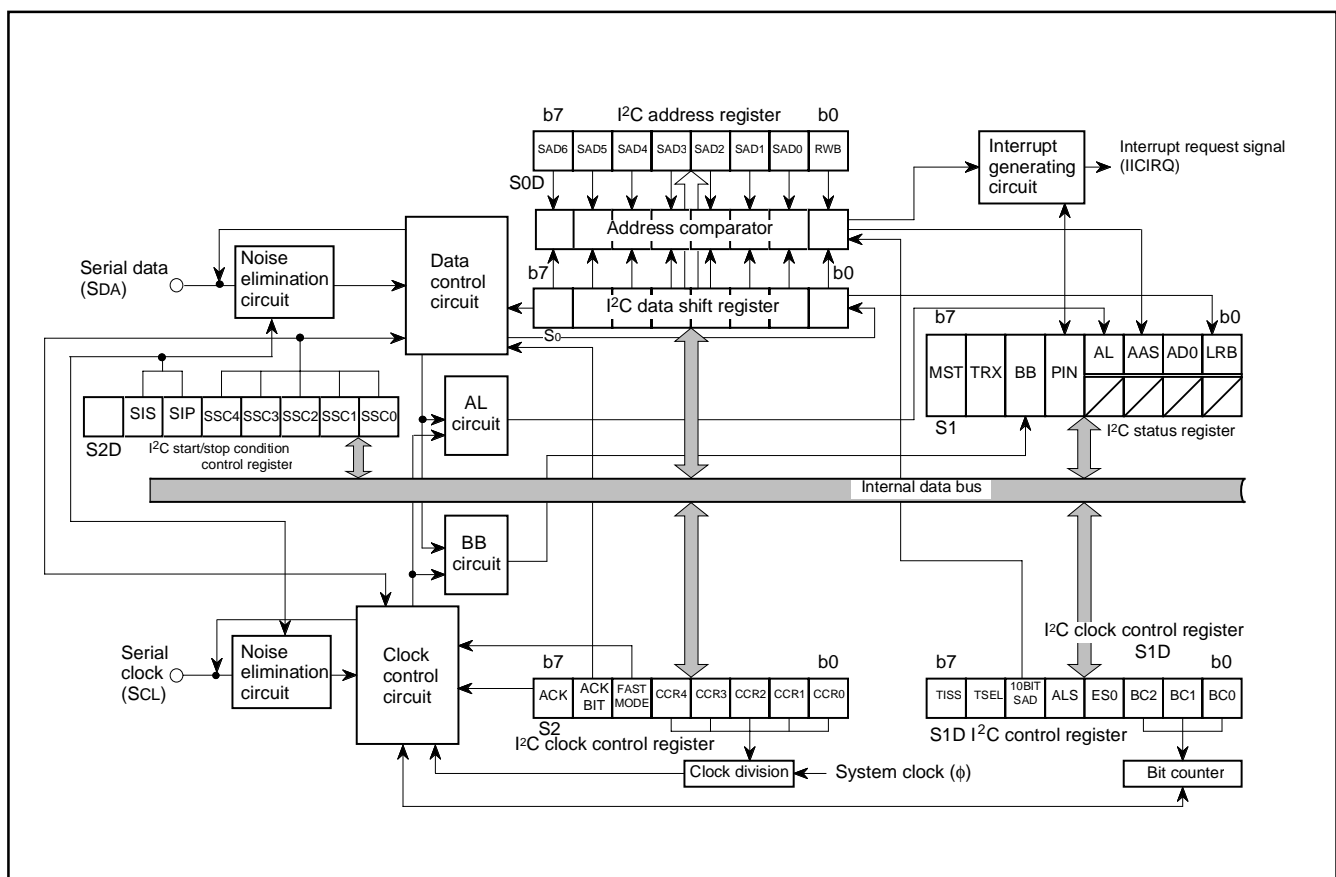 b7 I²C address register b0
SAD6 SAD5 SAD4 SAD3 SAD2 SAD1 SAD0 RWB
S0D
Interrupt
generating
circuit
Interrupt request signal
(IICIRQ)
Address comparator
Serial data
(SDA)
Noise
elimination
circuit
Data
control
circuit
b7 b0
I²C data shift register
S0
b7 b0
MST TRX BB PIN AL AAS AD0 LRB
S1
I²C status register
SIS SIP SSC4 SSC3 SSC2 SSC1 SSC0
S2D
I²C start/stop condition
control register
AL
circuit
Internal data bus
BB
circuit
Serial
clock
(SCL)
Noise
elimination
circuit
Clock
control
circuit
b7 b0
ACK ACK BIT FAST MODE CCR4 CCR3 CCR2 CCR1 CCR0
S2
I²C clock control register
Clock division
System clock (ϕ)
I²C clock control register
S1D
b7 b0
TISS TSEL 10BIT SAD ALS ES0 BC2 BC1 BC0
S1D I²C control register
Bit counter